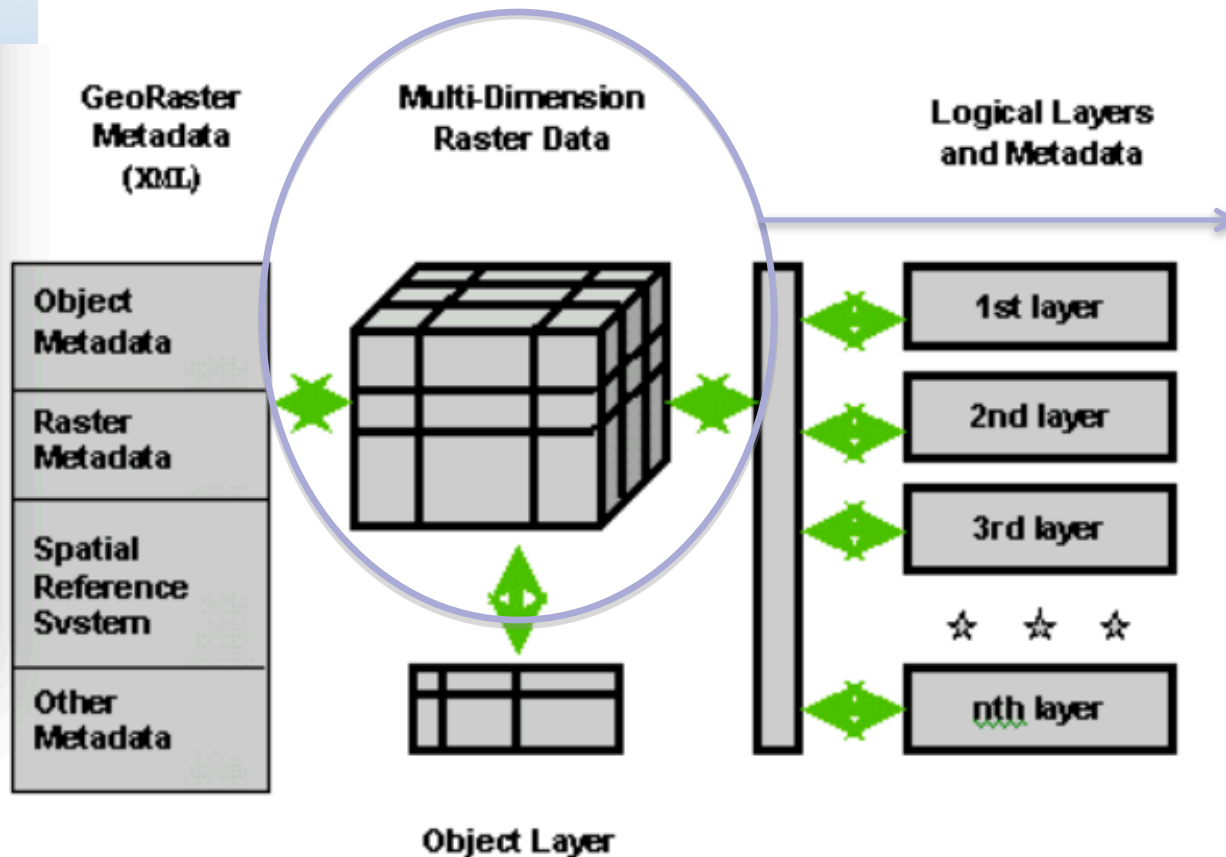 GeoRaster
Metadata
(XML)
Multi-Dimension
Raster Data
Logical Layers
and Metadata
Object
Metadata
Raster
Metadata
Spatial
Reference
System
Other
Metadata
1st layer
2nd layer
3rd layer
nth layer
Object Layer